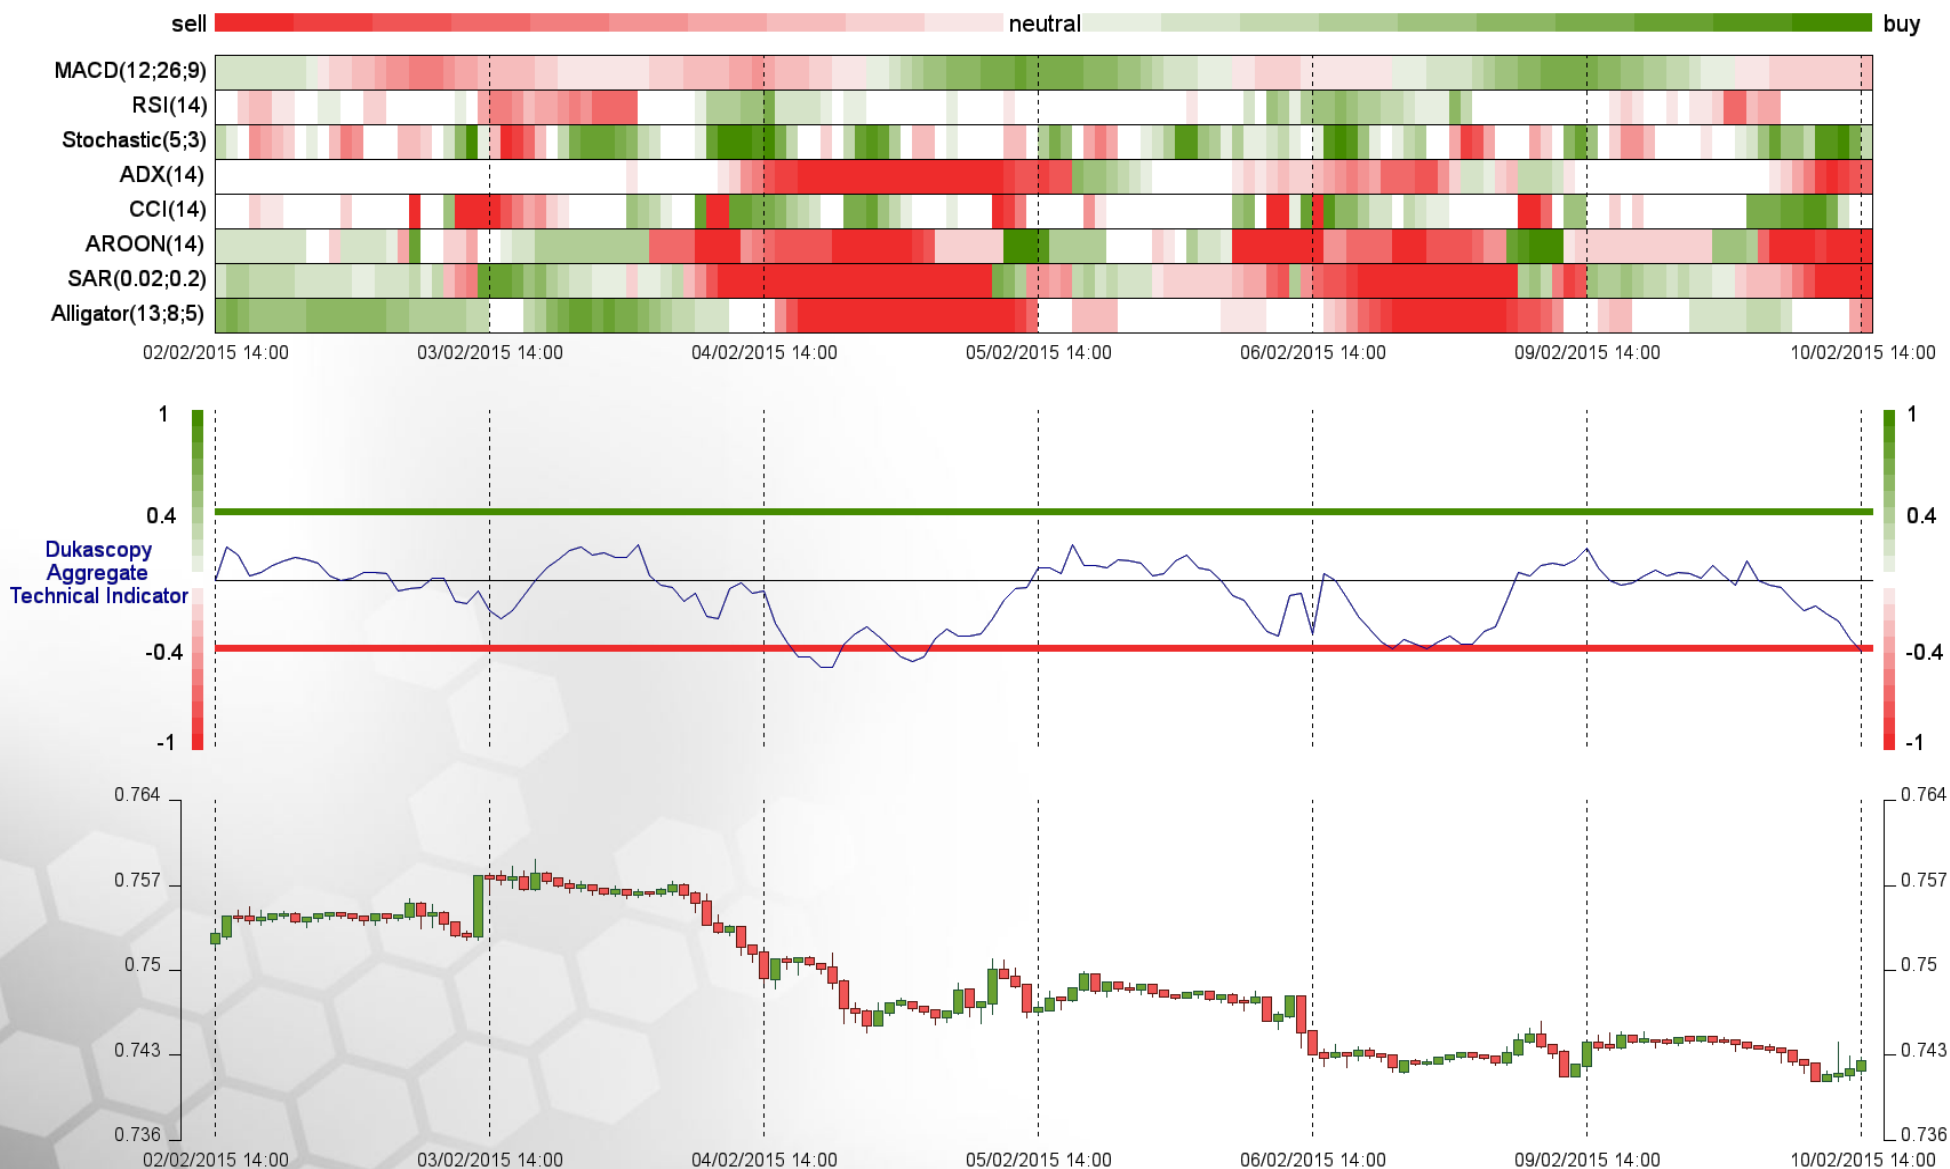 sell neutral buy
MACD(12;26;9)
RSI(14)
Stochastic(5;3)
ADX(14)
CCI(14)
AROON(14)
SAR(0.02;0.2)
Alligator(13;8;5)
02/02/2015 14:00 03/02/2015 14:00 04/02/2015 14:00 05/02/2015 14:00 06/02/2015 14:00 09/02/2015 14:00 10/02/2015 14:00
1 1
0.4 0.4
Dukascopy
Aggregate
Technical Indicator
-0.4 -0.4
-1 -1
0.764 0.764
0.757 0.757
0.75 0.75
0.743 0.743
0.736 0.736
02/02/2015 14:00 03/02/2015 14:00 04/02/2015 14:00 05/02/2015 14:00 06/02/2015 14:00 09/02/2015 14:00 10/02/2015 14:00